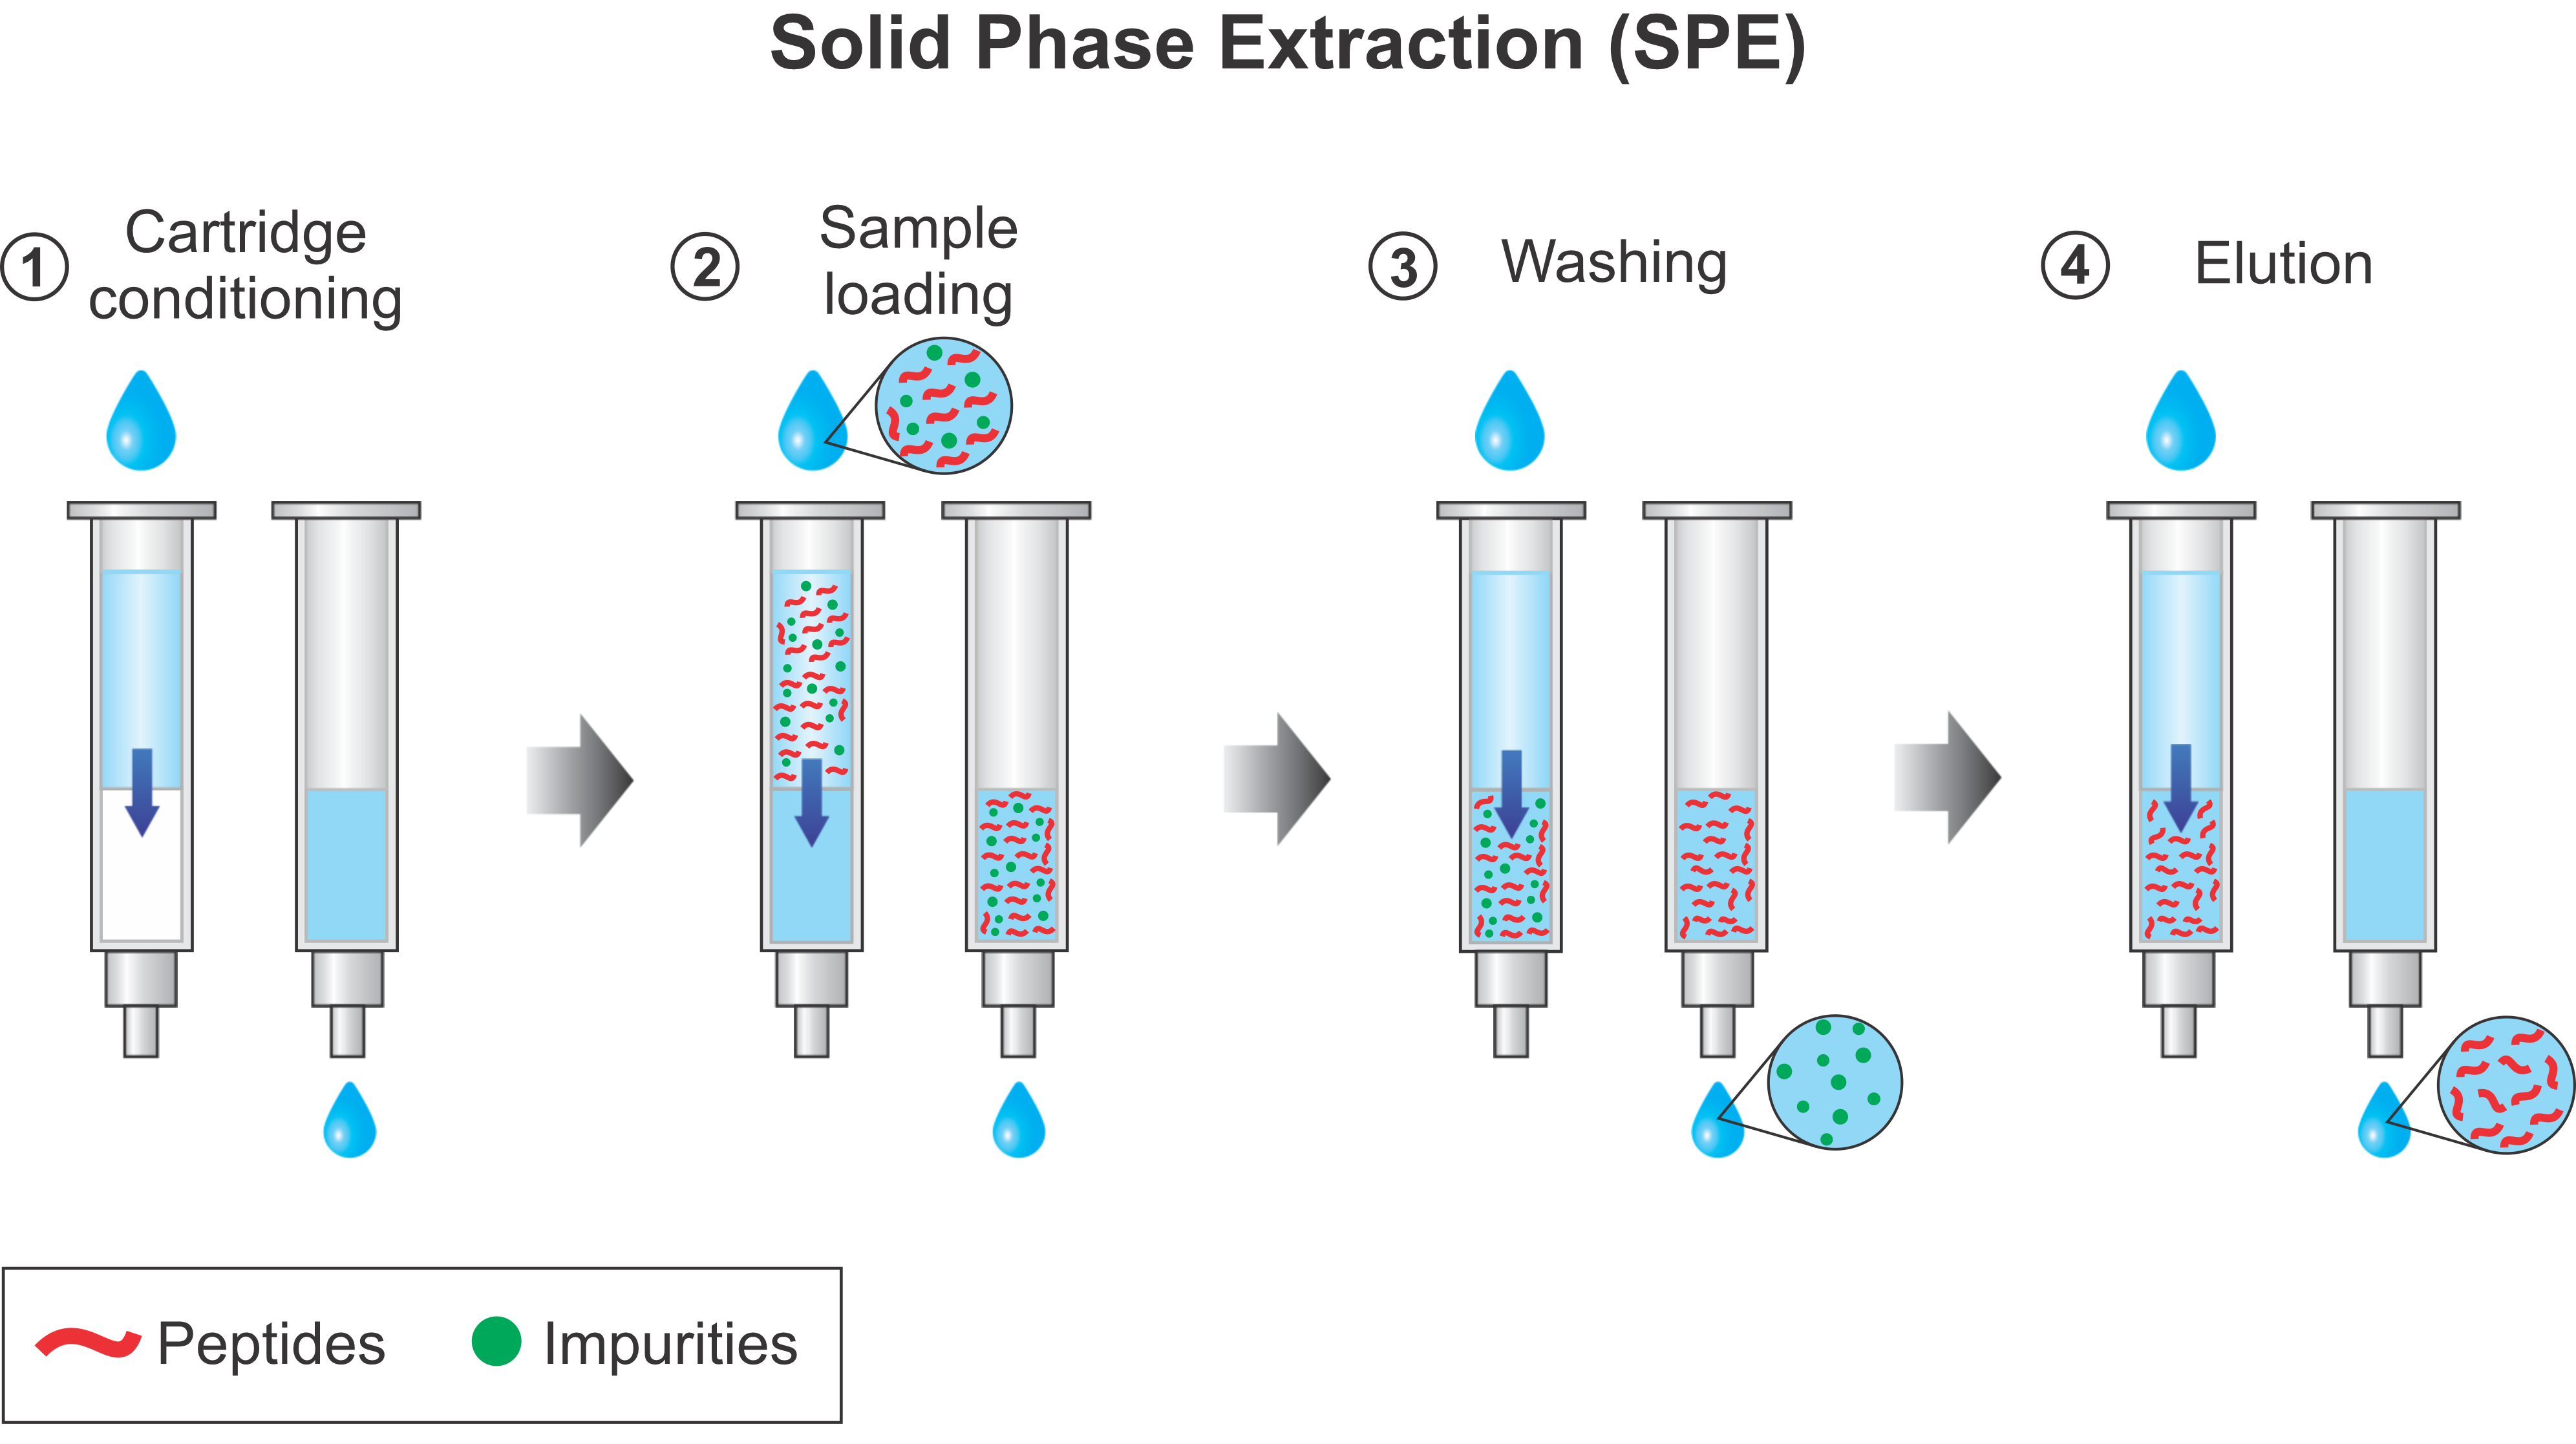 Solid Phase Extraction (SPE)
1
Cartridge
conditioning
2
Sample
loading
3
Washing
4
Elution
Peptides
Impurities